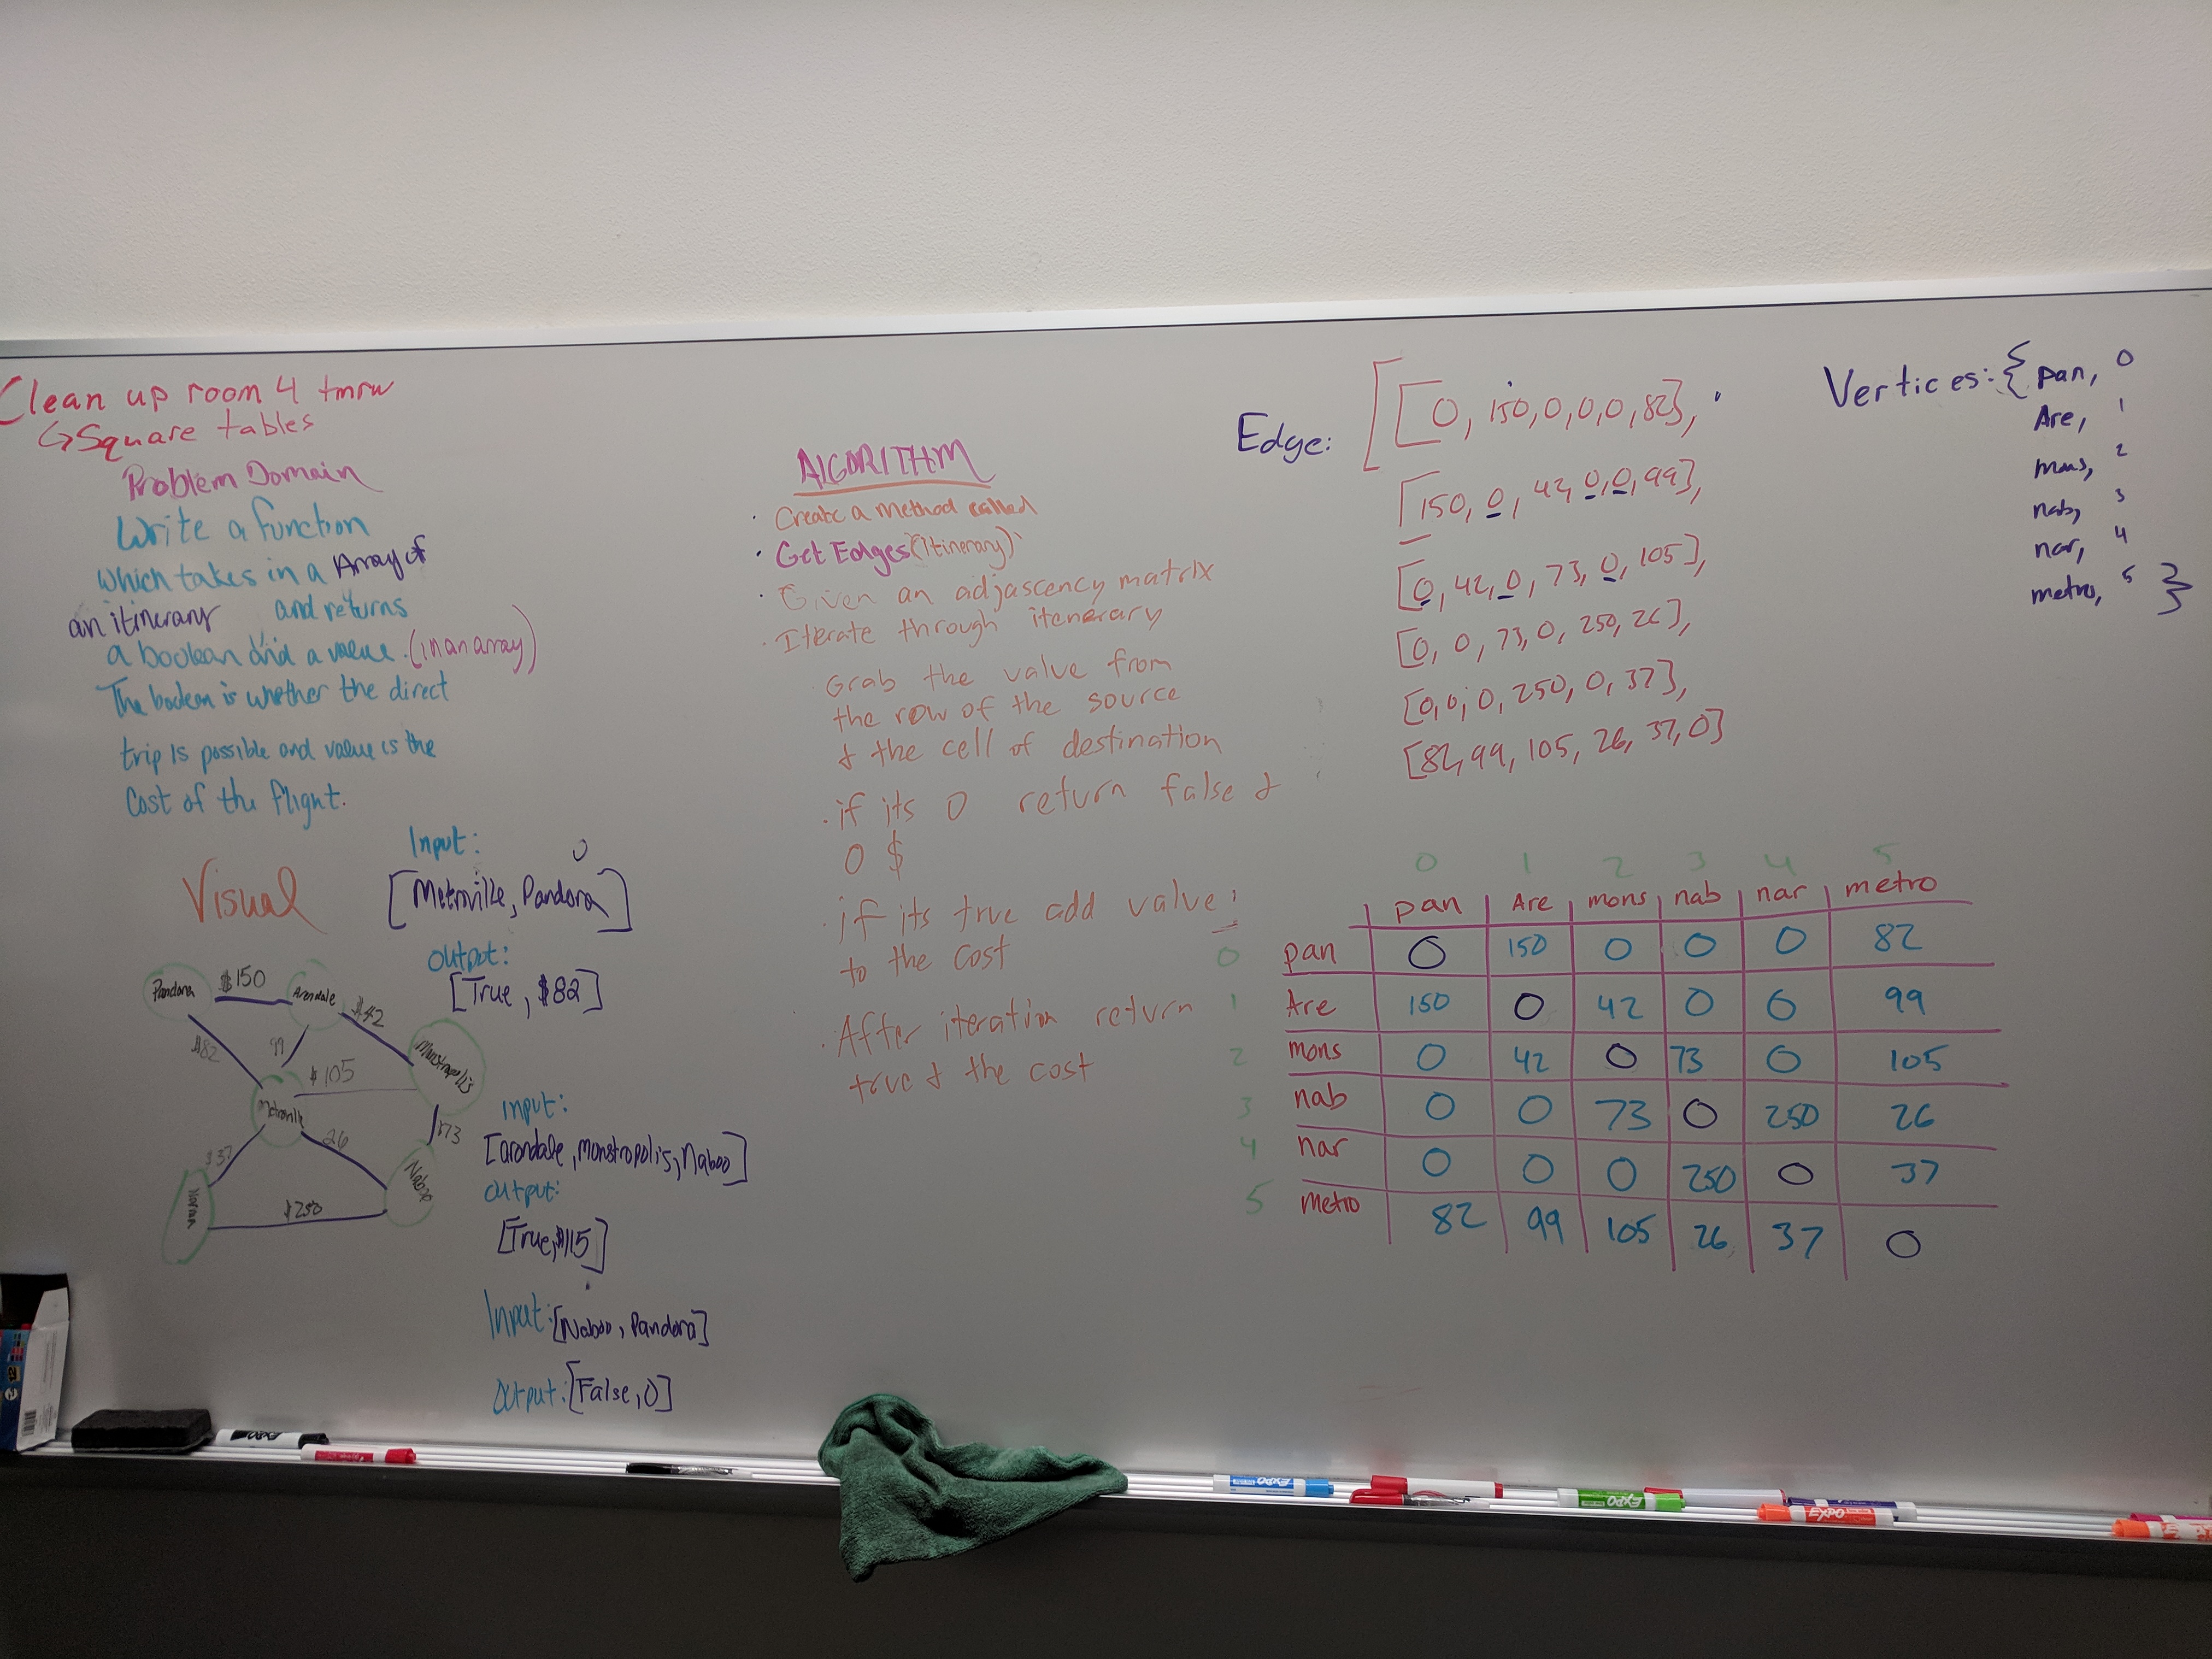 Clean up room 4 tmrw
↳ Square tables
Problem Domain
Write a function
which takes in a Array of
an itinerary and returns
a boolean and a value. (in an array)
The boolean is whether the direct
trip is possible and value is the
Cost of the flight.
Visual
Pandora
$150
Arondale
$42
Monstropolis
$82
99
$105
Metroville
$73
$37
26
Naboo
$250
Input:
[Metroville, Pandora]
Output:
[True, $82]
Input:
[arondale, monstropolis, naboo]
Output:
[True, $115]
Input: [Naboo, Pandora]
Output: [False, 0]
ALGORITHM
· Create a method called
· Get Edges (itinerary)
· Given an adjascency matrix
· Iterate through itenerary
· Grab the value from
the row of the source
& the cell of destination
· if its 0 return false &
0 $
· if its true add value
to the cost
· After iteration return
true & the cost
Edge: [[0, 150, 0, 0, 0, 82],
[150, 0, 42, 0, 0, 99],
[0, 42, 0, 73, 0, 105],
[0, 0, 73, 0, 250, 26],
[0, 0, 0, 250, 0, 37],
[82, 99, 105, 26, 37, 0]
Vertices: { pan, 0
Are, 1
mons, 2
nab, 3
nar, 4
metro, 5 }
0 1 2 3 4 5
pan Are mons nab nar metro
0 pan 0 150 0 0 0 82
1 Are 150 0 42 0 0 99
2 mons 0 42 0 73 0 105
3 nab 0 0 73 0 250 26
4 nar 0 0 0 250 0 37
5 metro 82 99 105 26 37 0
EXPO
EXPO
EXPO
EXPO